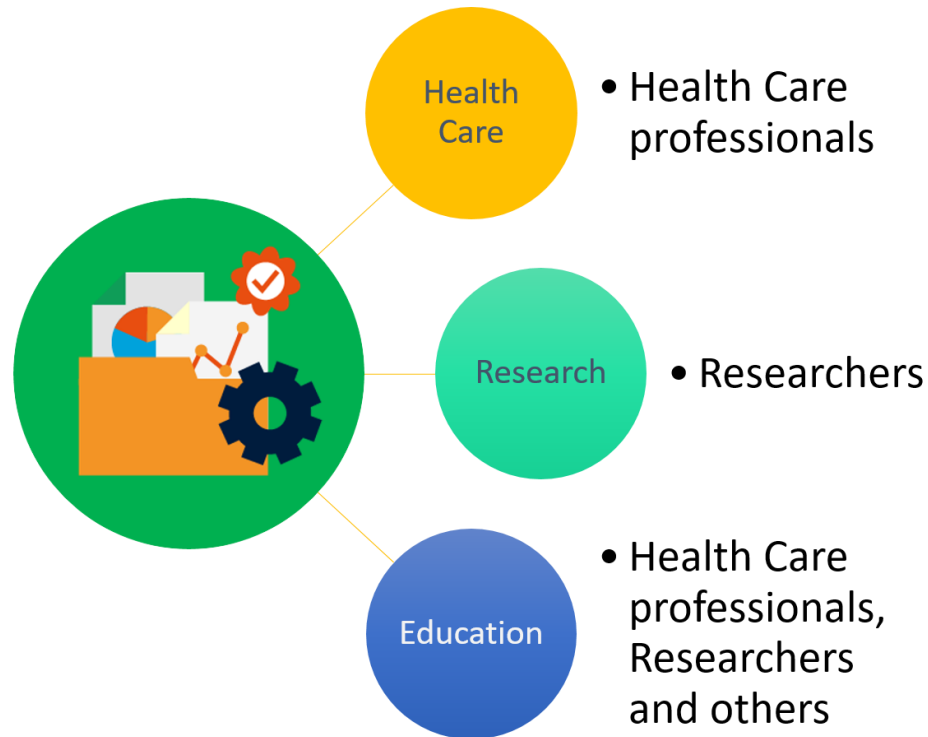 Health
Care
• Health Care
professionals
Research
• Researchers
Education
• Health Care
professionals,
Researchers
and others